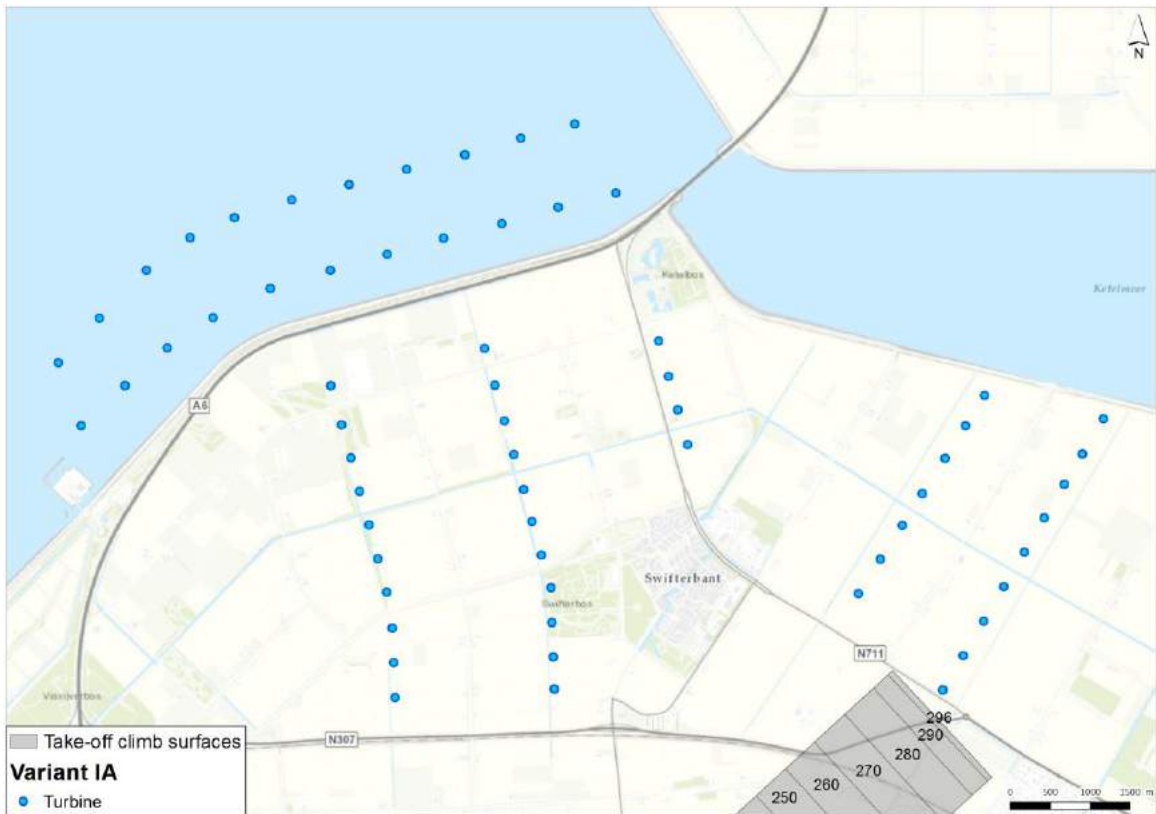 N
Ketelbos
Ketelmeer
A6
Swifterbant
Swifterbos
N711
Visvijverbos
296
290
N307
280
270
260
250
Take-off climb surfaces
Variant IA
Turbine
0 500 1000 1500 m